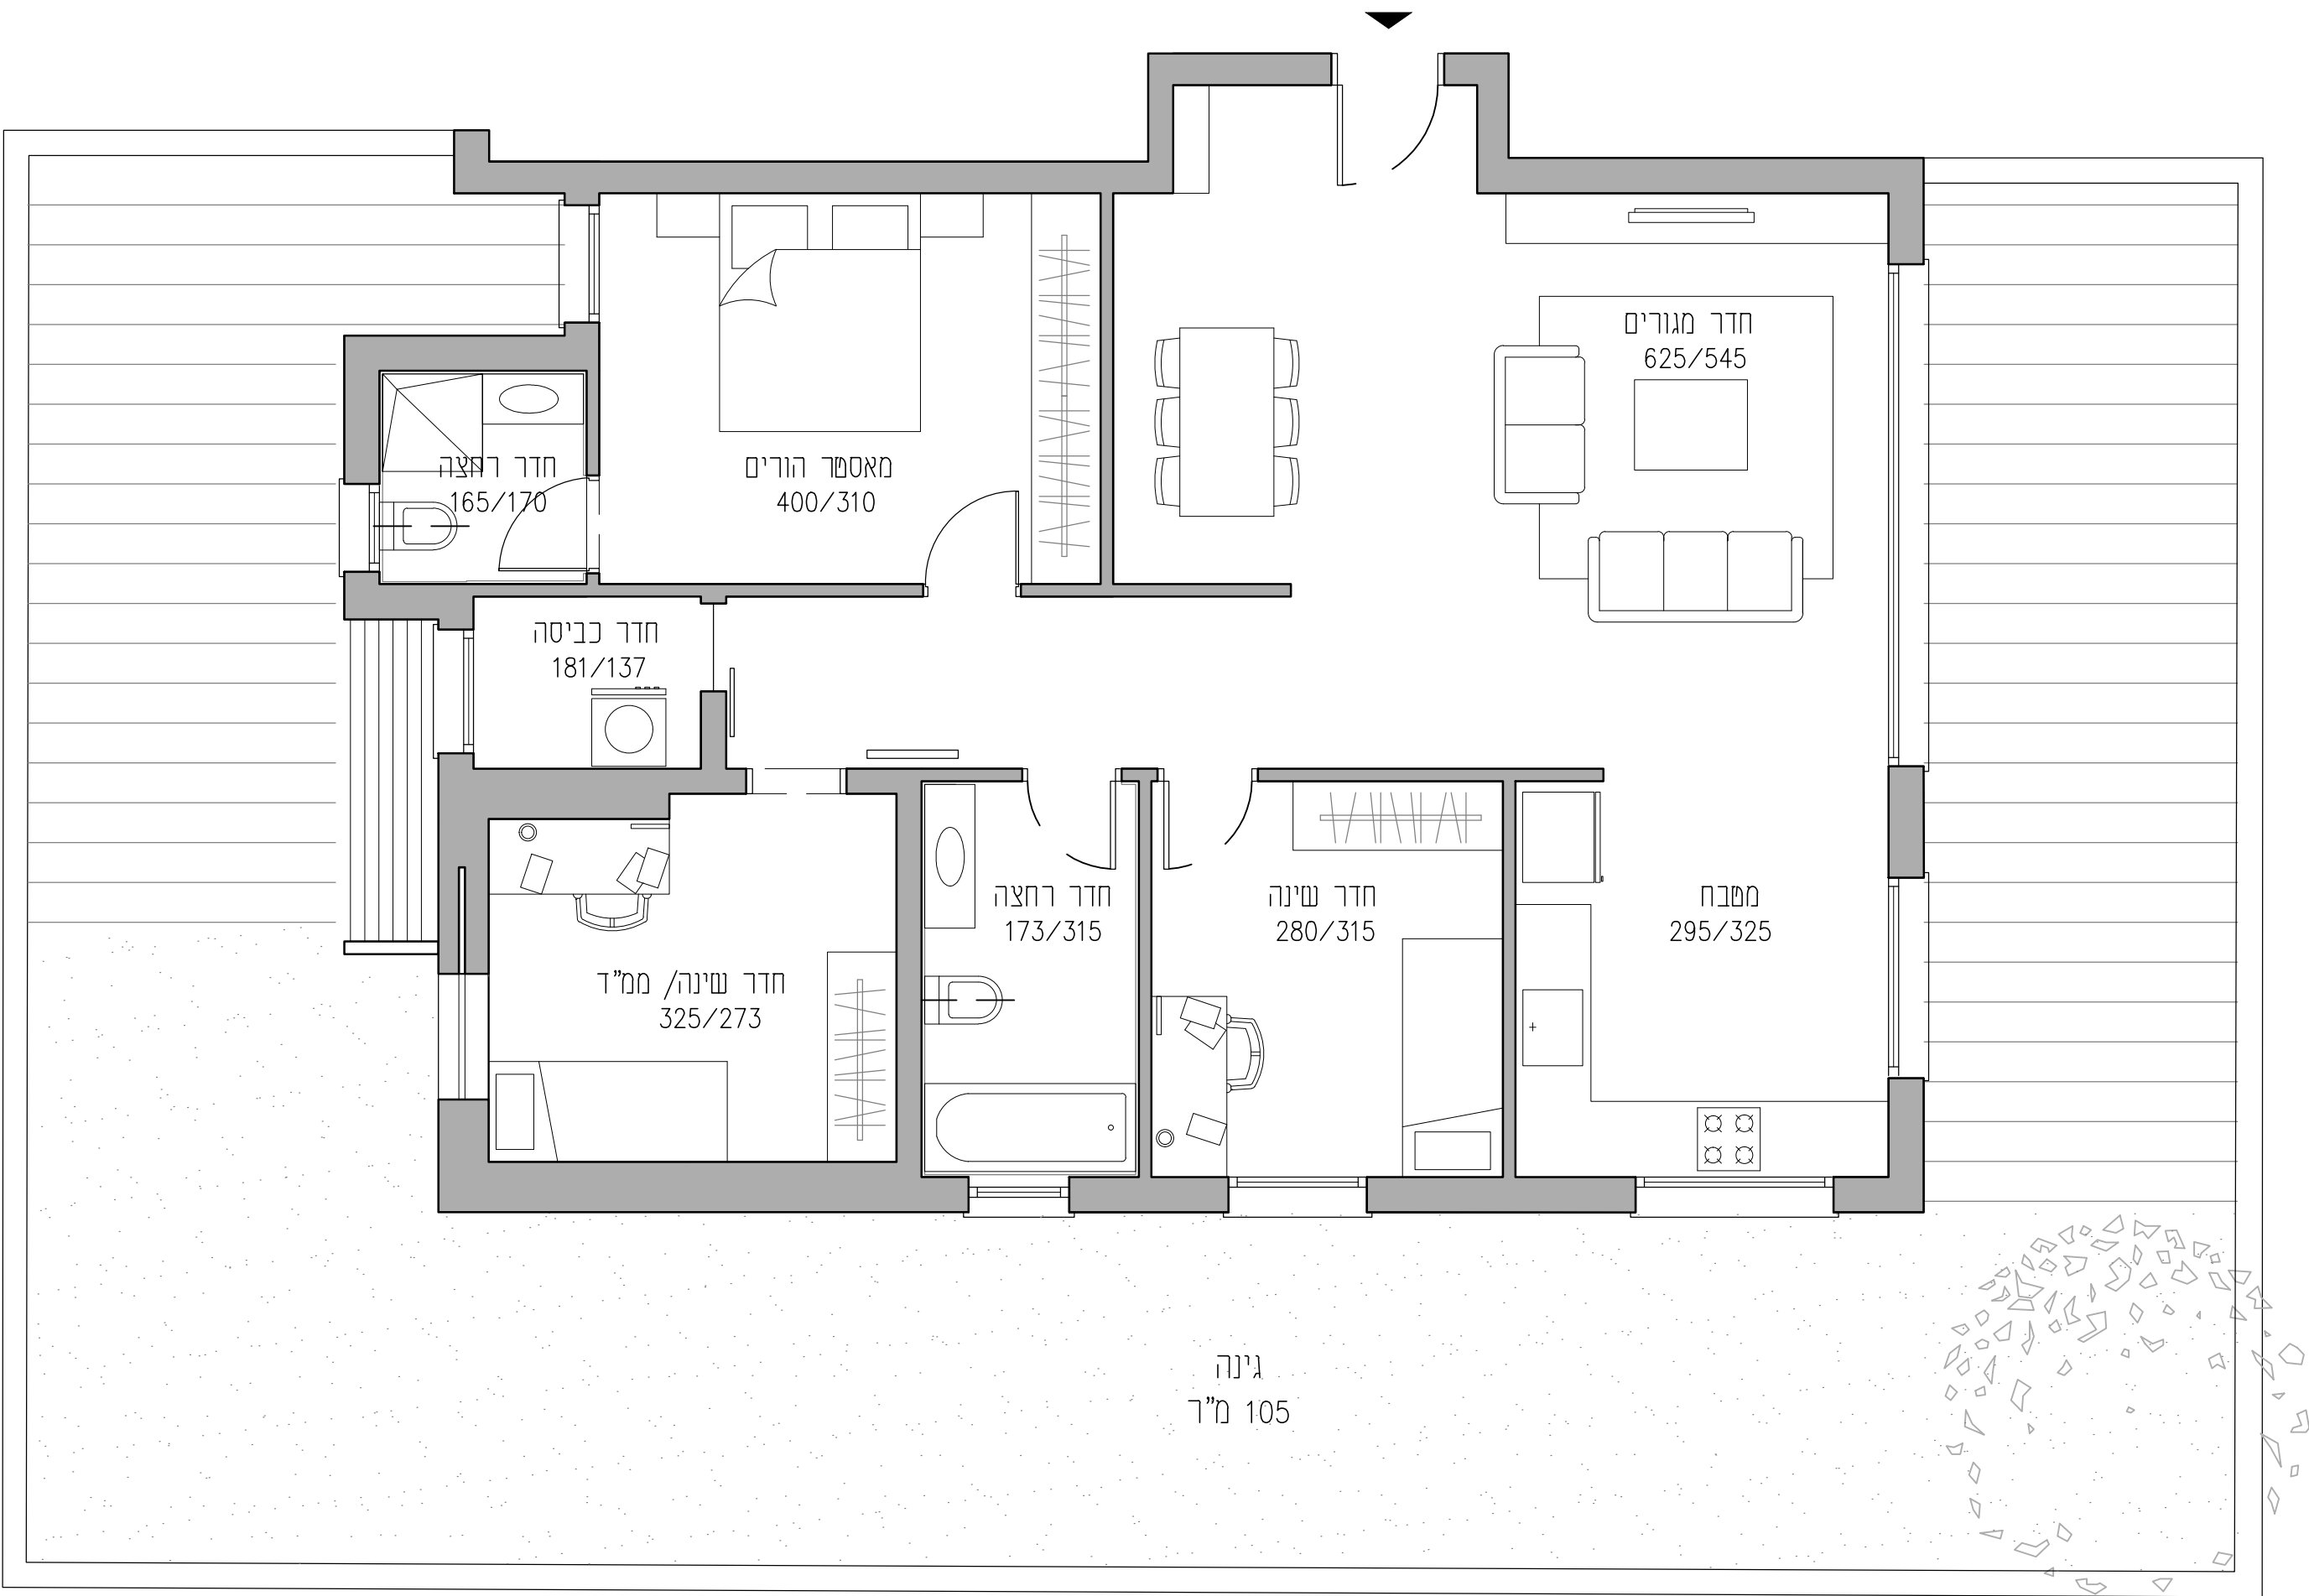 חדר מגורים
625/545
מאסטר הורים
400/310
חדר רחצה
165/170
חדר כביסה
181/137
מטבח
295/325
חדר שינה
280/315
חדר רחצה
173/315
חדר שינה/ ממ"ד
325/273
גינה
105 מ"ר